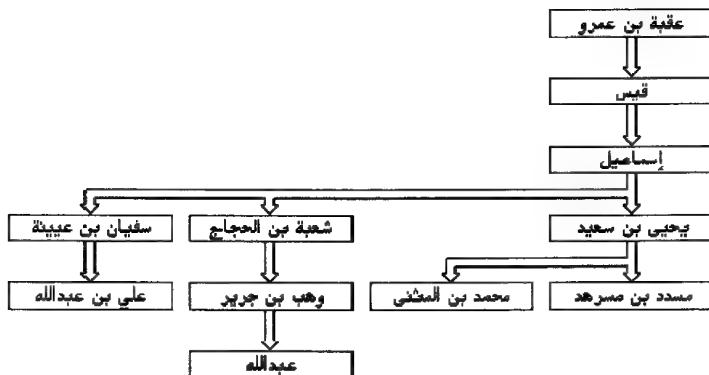 عقبة بن عمرو
قيس
إسماعيل
يحيى بن سعيد
شعبة بن الحجاج
سفيان بن عيينة
مسدد بن مسرهد
محمد بن المثنى
وهب بن جرير
علي بن عبدالله
عبدالله